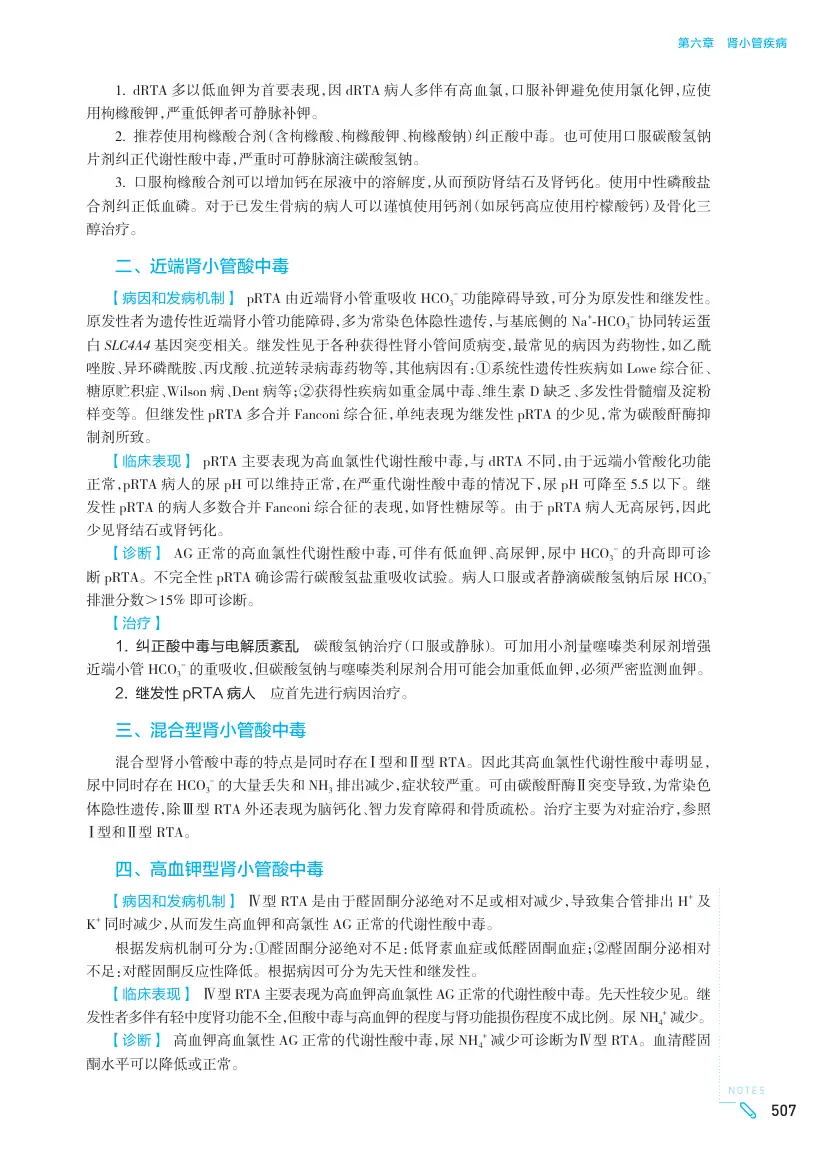 第六章 肾小管疾病
1. dRTA 多以低血钾为首要表现,因 dRTA 病人多伴有高血氯,口服补钾避免使用氯化钾,应使
用枸橼酸钾,严重低钾者可静脉补钾。
2. 推荐使用枸橼酸合剂(含枸橼酸、枸橼酸钾、枸橼酸钠)纠正酸中毒。也可使用口服碳酸氢钠
片剂纠正代谢性酸中毒,严重时可静脉滴注碳酸氢钠。
3. 口服枸橼酸合剂可以增加钙在尿液中的溶解度,从而预防肾结石及肾钙化。使用中性磷酸盐
合剂纠正低血磷。对于已发生骨病的病人可以谨慎使用钙剂(如尿钙高应使用柠檬酸钙)及骨化三
醇治疗。
二、近端肾小管酸中毒
【病因和发病机制】 pRTA 由近端肾小管重吸收 HCO₃⁻ 功能障碍导致,可分为原发性和继发性。
原发性者为遗传性近端肾小管功能障碍,多为常染色体隐性遗传,与基底侧的 Na⁺-HCO₃⁻ 协同转运蛋
白 SLC4A4 基因突变相关。继发性见于各种获得性肾小管间质病变,最常见的病因为药物性,如乙酰
唑胺、异环磷酰胺、丙戊酸、抗逆转录病毒药物等,其他病因有:①系统性遗传性疾病如 Lowe 综合征、
糖原贮积症、Wilson 病、Dent 病等;②获得性疾病如重金属中毒、维生素 D 缺乏、多发性骨髓瘤及淀粉
样变等。但继发性 pRTA 多合并 Fanconi 综合征,单纯表现为继发性 pRTA 的少见,常为碳酸酐酶抑
制剂所致。
【临床表现】 pRTA 主要表现为高血氯性代谢性酸中毒,与 dRTA 不同,由于远端小管酸化功能
正常,pRTA 病人的尿 pH 可以维持正常,在严重代谢性酸中毒的情况下,尿 pH 可降至 5.5 以下。继
发性 pRTA 的病人多数合并 Fanconi 综合征的表现,如肾性糖尿等。由于 pRTA 病人无高尿钙,因此
少见肾结石或肾钙化。
【诊断】 AG 正常的高血氯性代谢性酸中毒,可伴有低血钾、高尿钾,尿中 HCO₃⁻ 的升高即可诊
断 pRTA。不完全性 pRTA 确诊需行碳酸氢盐重吸收试验。病人口服或者静滴碳酸氢钠后尿 HCO₃⁻
排泄分数>15% 即可诊断。
【治疗】
1. 纠正酸中毒与电解质紊乱 碳酸氢钠治疗(口服或静脉)。可加用小剂量噻嗪类利尿剂增强
近端小管 HCO₃⁻ 的重吸收,但碳酸氢钠与噻嗪类利尿剂合用可能会加重低血钾,必须严密监测血钾。
2. 继发性 pRTA 病人 应首先进行病因治疗。
三、混合型肾小管酸中毒
混合型肾小管酸中毒的特点是同时存在Ⅰ型和Ⅱ型 RTA。因此其高血氯性代谢性酸中毒明显,
尿中同时存在 HCO₃⁻ 的大量丢失和 NH₃ 排出减少,症状较严重。可由碳酸酐酶Ⅱ突变导致,为常染色
体隐性遗传,除Ⅲ型 RTA 外还表现为脑钙化、智力发育障碍和骨质疏松。治疗主要为对症治疗,参照
Ⅰ型和Ⅱ型 RTA。
四、高血钾型肾小管酸中毒
【病因和发病机制】 Ⅳ型 RTA 是由于醛固酮分泌绝对不足或相对减少,导致集合管排出 H⁺ 及
K⁺ 同时减少,从而发生高血钾和高氯性 AG 正常的代谢性酸中毒。
根据发病机制可分为:①醛固酮分泌绝对不足:低肾素血症或低醛固酮血症;②醛固酮分泌相对
不足:对醛固酮反应性降低。根据病因可分为先天性和继发性。
【临床表现】 Ⅳ型 RTA 主要表现为高血钾高血氯性 AG 正常的代谢性酸中毒。先天性较少见。继
发性者多伴有轻中度肾功能不全,但酸中毒与高血钾的程度与肾功能损伤程度不成比例。尿 NH₄⁺ 减少。
【诊断】 高血钾高血氯性 AG 正常的代谢性酸中毒,尿 NH₄⁺ 减少可诊断为Ⅳ型 RTA。血清醛固
酮水平可以降低或正常。
NOTES
507